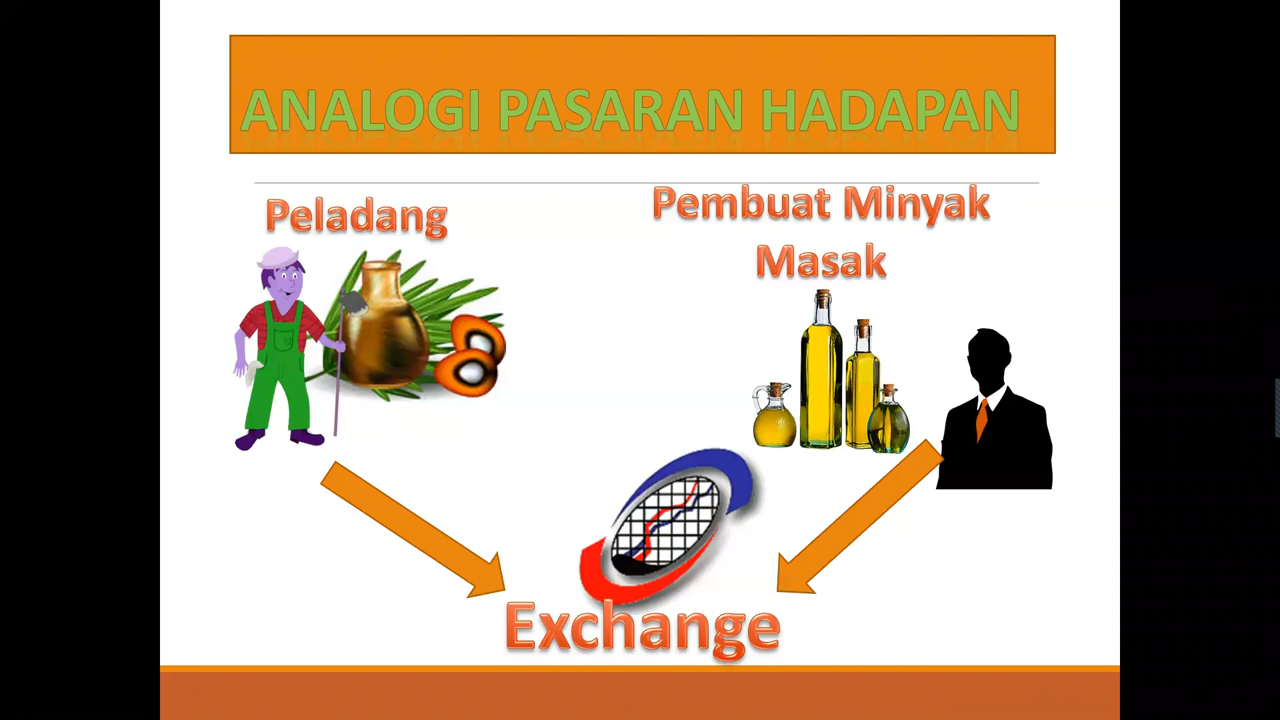 ANALOGI PASARAN HADAPAN
Peladang
Pembuat Minyak
Masak
Exchange